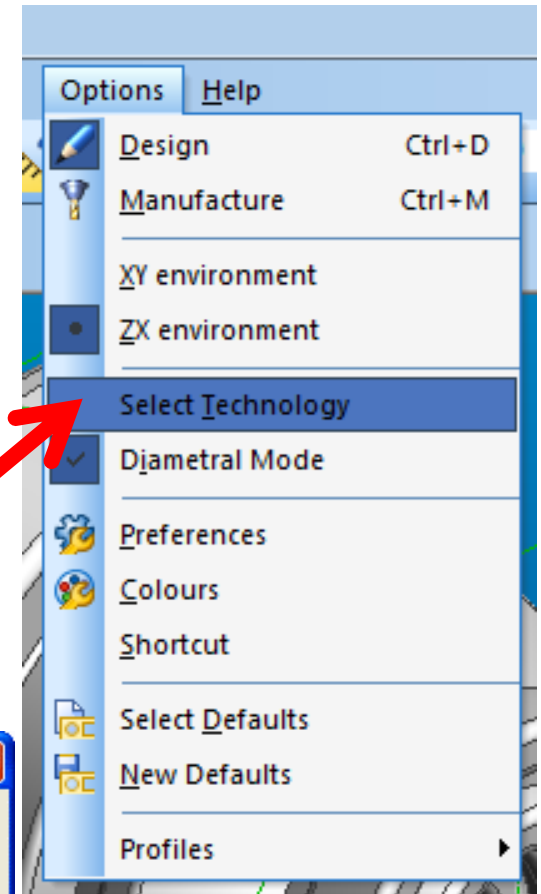 Options Help
Design Ctrl+D
Manufacture Ctrl+M
XY environment
ZX environment
Select Technology
Diametral Mode
Preferences
Colours
Shortcut
Select Defaults
New Defaults
Profiles